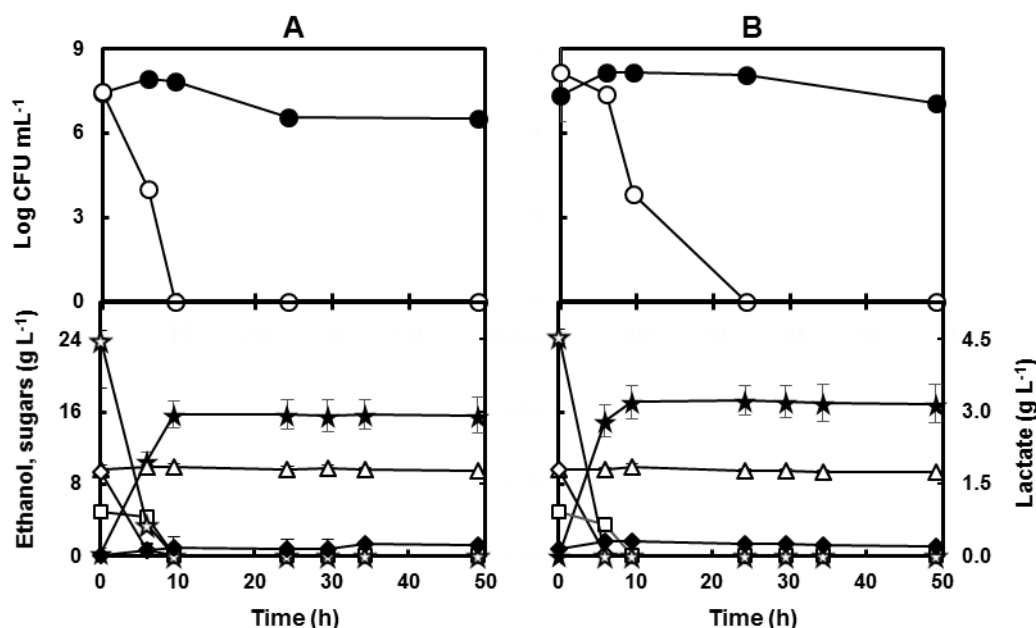 A B
9
6
3
0
Log CFU mL-1
24 4.5
16 3.0
8 1.5
0 0.0
Ethanol, sugars (g L-1)
Lactate (g L-1)
0 10 20 30 40 50 0 10 20 30 40 50
Time (h) Time (h)